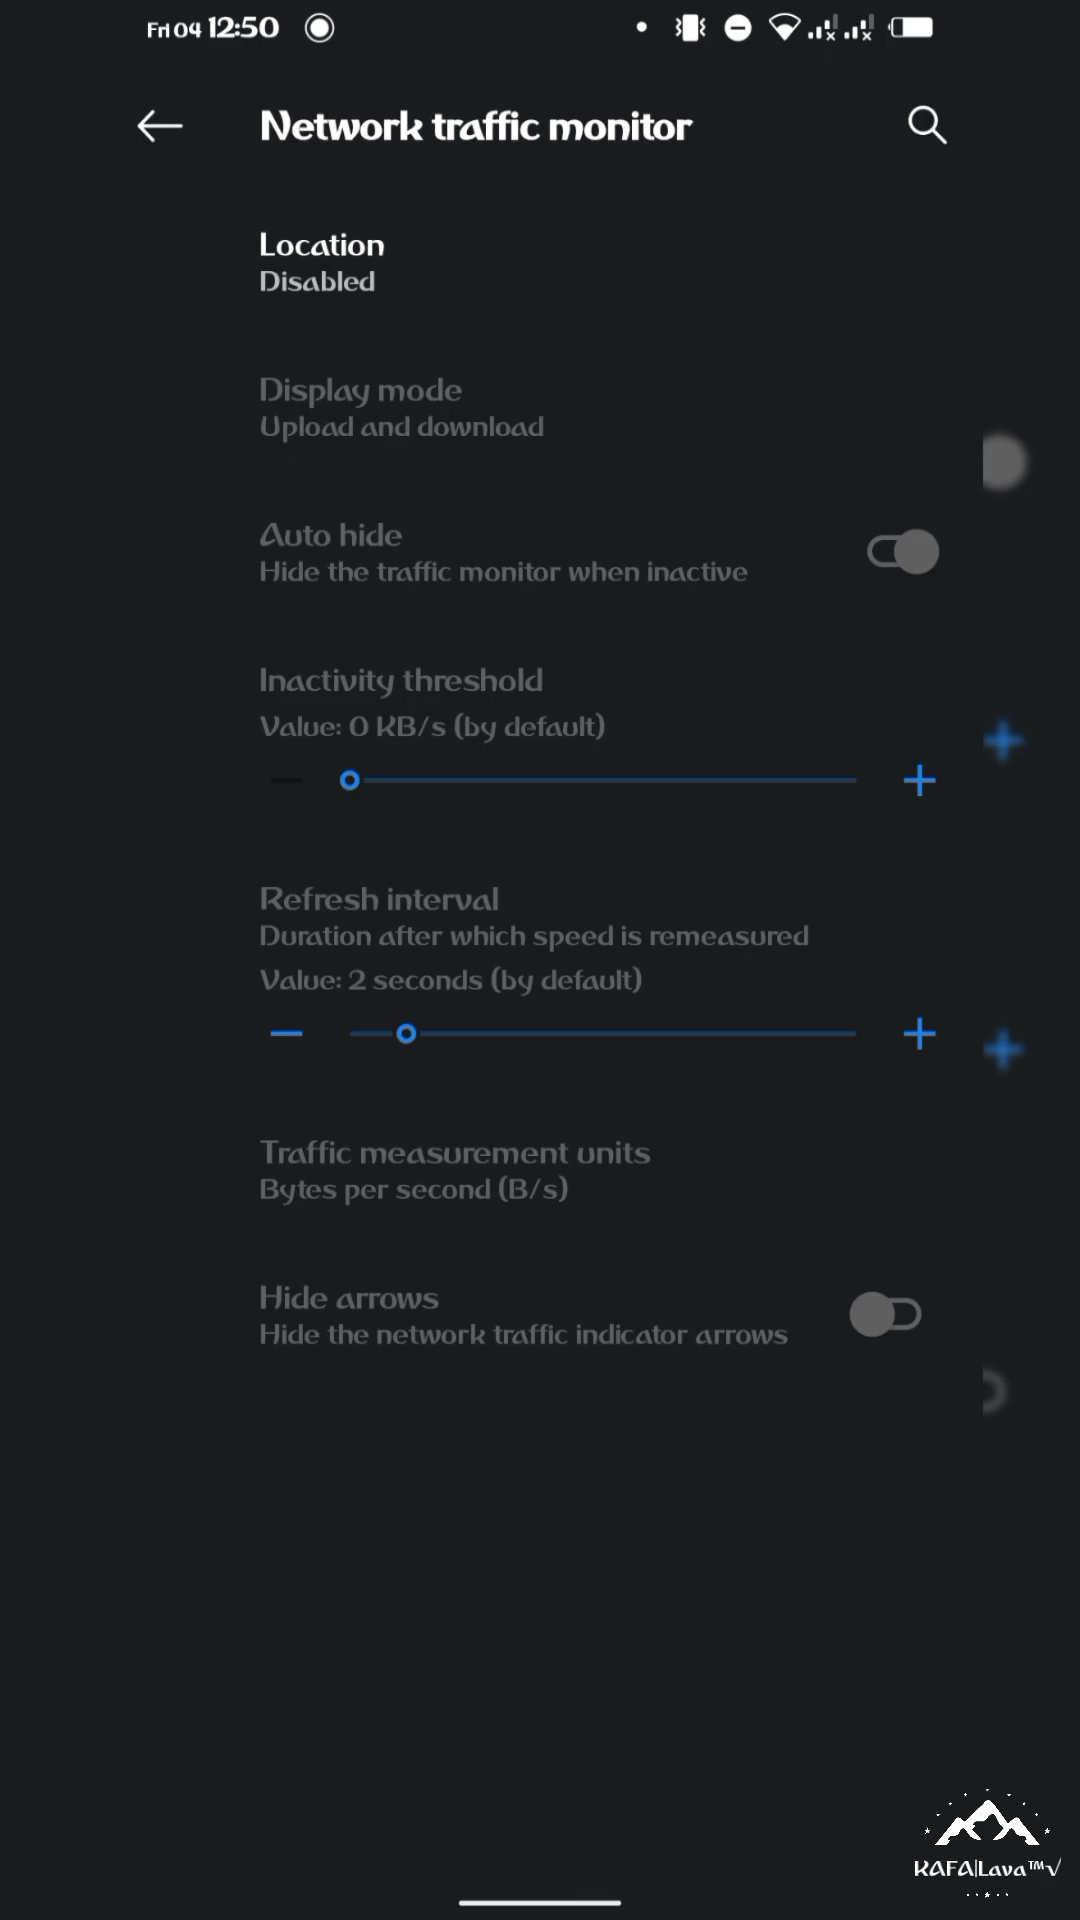 Fri 04 12:50
Network traffic monitor
Location
Disabled
Display mode
Upload and download
Auto hide
Hide the traffic monitor when inactive
Inactivity threshold
Value: 0 KB/s (by default)
Refresh interval
Duration after which speed is remeasured
Value: 2 seconds (by default)
Traffic measurement units
Bytes per second (B/s)
Hide arrows
Hide the network traffic indicator arrows
KAFA|Lava™√